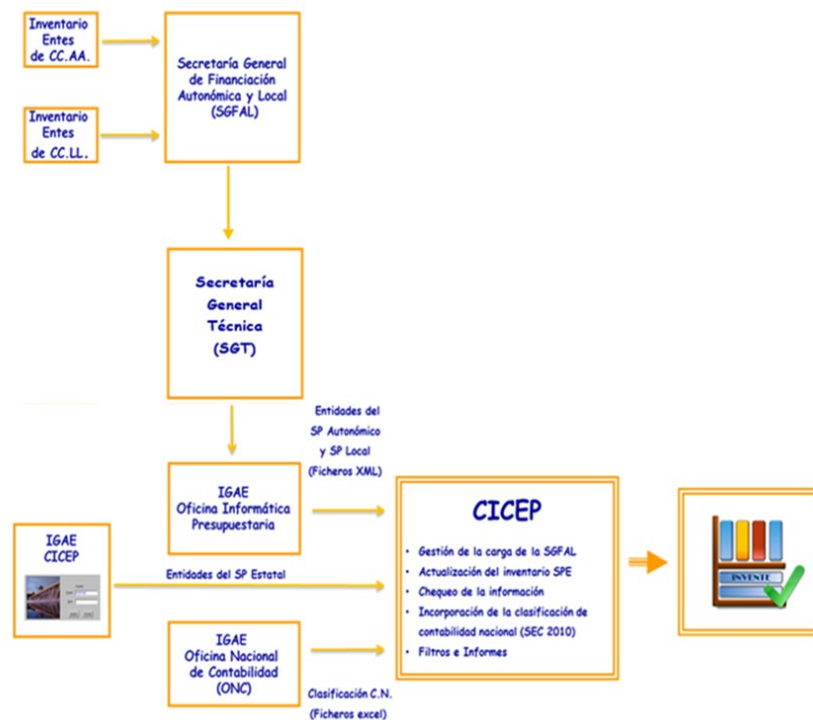 Inventario
Entes
de CC.AA.
Secretaría General
de Financiación
Autonómica y Local
(SGFAL)
Inventario
Entes
de CC.LL.
Secretaría
General
Técnica
(SGT)
Entidades del
SP Autonómico
y SP Local
(Ficheros XML)
IGAE
Oficina Informática
Presupuestaria
IGAE
CICEP
Entidades del SP Estatal
IGAE
Oficina Nacional
de Contabilidad
(ONC)
Clasificación C.N.
(Ficheros excel)
CICEP
• Gestión de la carga de la SGFAL
• Actualización del inventario SPE
• Chequeo de la información
• Incorporación de la clasificación de
contabilidad nacional (SEC 2010)
• Filtros e Informes
INVENTE